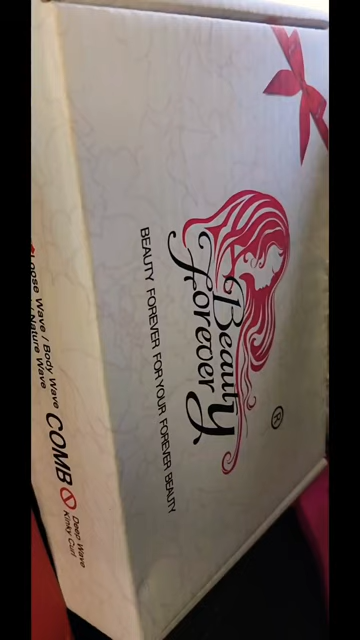 Beauty
forever
®
BEAUTY FOREVER FOR YOUR FOREVER BEAUTY
Loose Wave / Body Wave
Nature Wave
COMB
Deep Wave
Kinky Curl